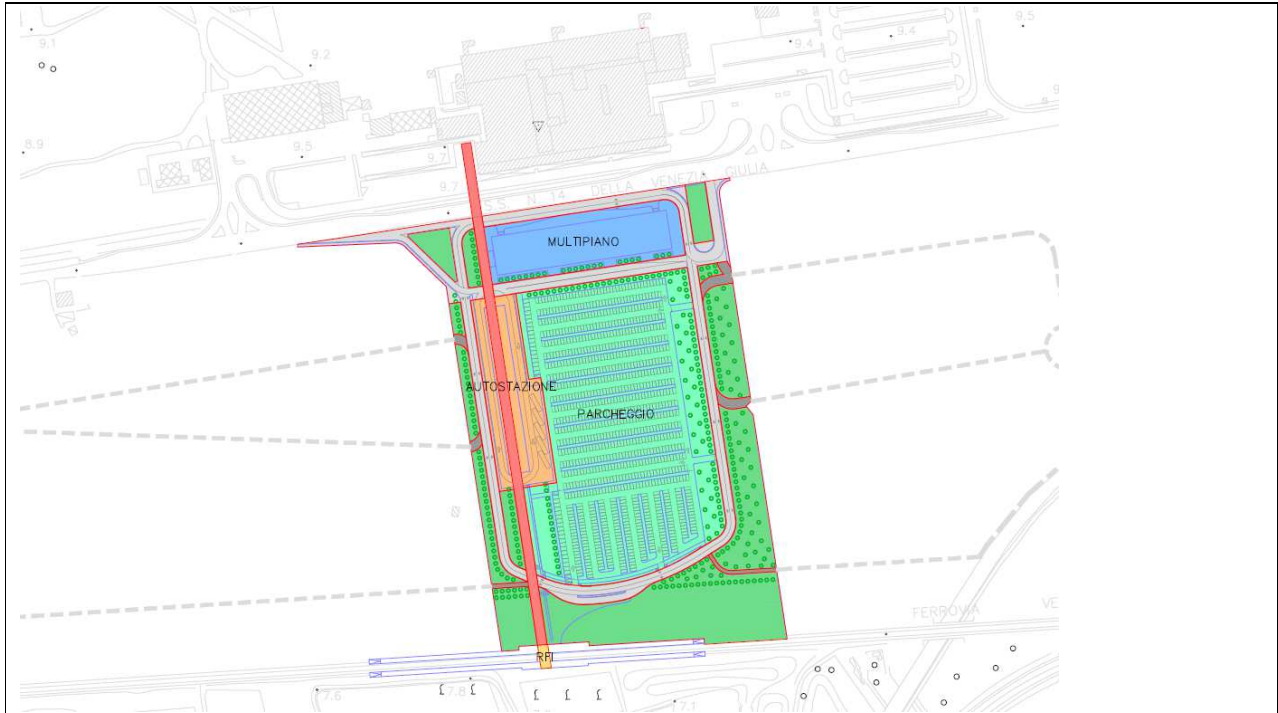 9.1
9.2
9.4
9.4
9.5
8.9
9.5
9.7
9.7
S.S. N. 14 DELLA VENEZIA GIULIA
MULTIPIANO
AUTOSTAZIONE
PARCHEGGIO
FERROVIA VE
RFI
7.6
7.8
7.1